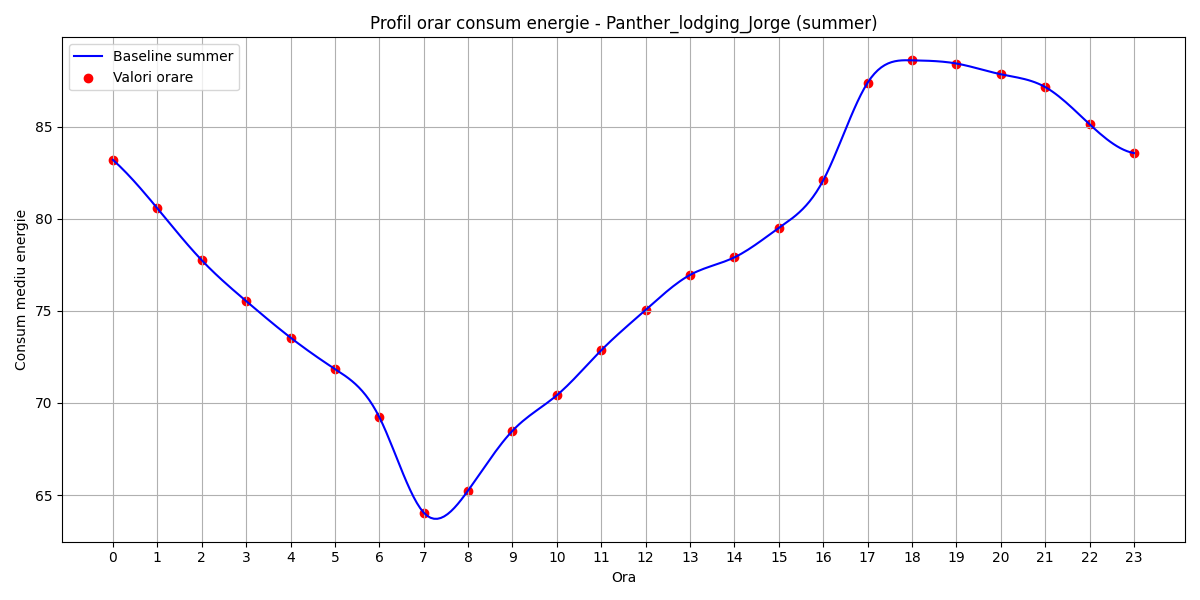 Profil orar consum energie - Panther_lodging_Jorge (summer)
Baseline summer
Valori orare
Consum mediu energie
85
80
75
70
65
0 1 2 3 4 5 6 7 8 9 10 11 12 13 14 15 16 17 18 19 20 21 22 23
Ora